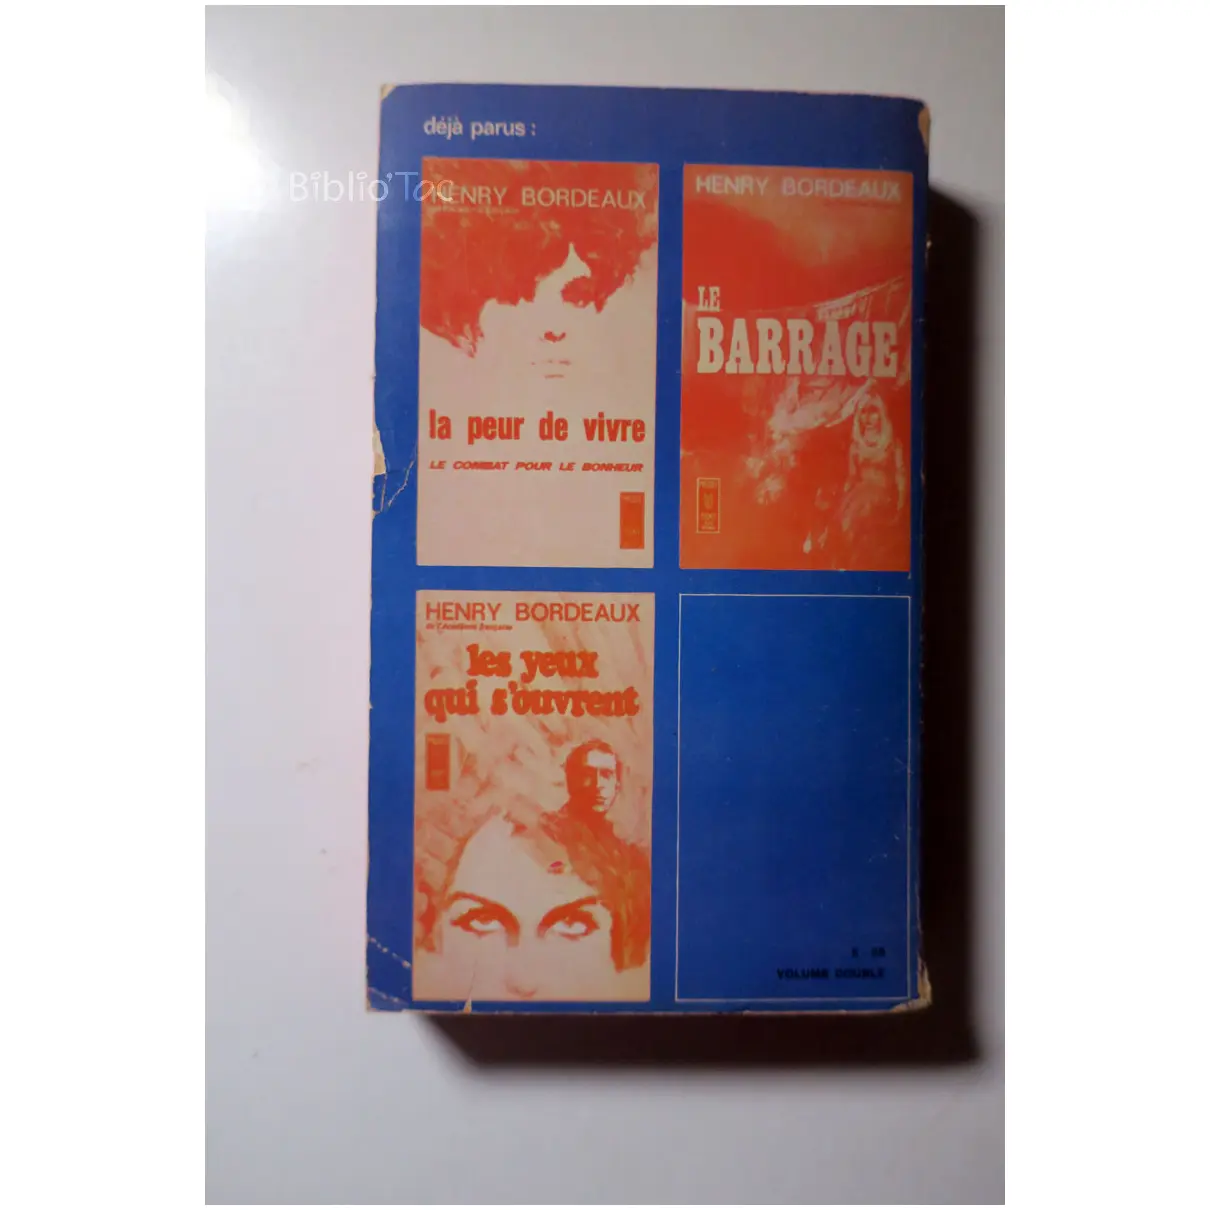 déjà parus :
Biblio'Tac
HENRY BORDEAUX
la peur de vivre
LE COMBAT POUR LE BONHEUR
HENRY BORDEAUX
LE
BARRAGE
HENRY BORDEAUX
de l'Académie française
les yeux
qui s'ouvrent
VOLUME DOUBLE